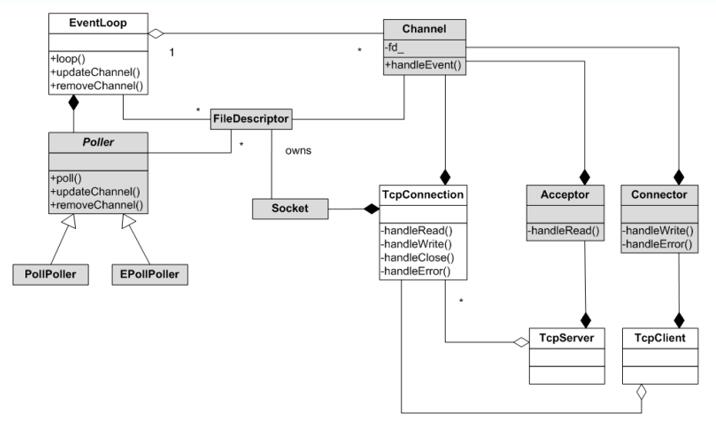 EventLoop
+loop()
+updateChannel()
+removeChannel()
1
*
Channel
-fd_
+handleEvent()
*
FileDescriptor
*
owns
Poller
+poll()
+updateChannel()
+removeChannel()
PollPoller
EPollPoller
Socket
TcpConnection
-handleRead()
-handleWrite()
-handleClose()
-handleError()
Acceptor
-handleRead()
Connector
-handleWrite()
-handleError()
*
TcpServer
TcpClient